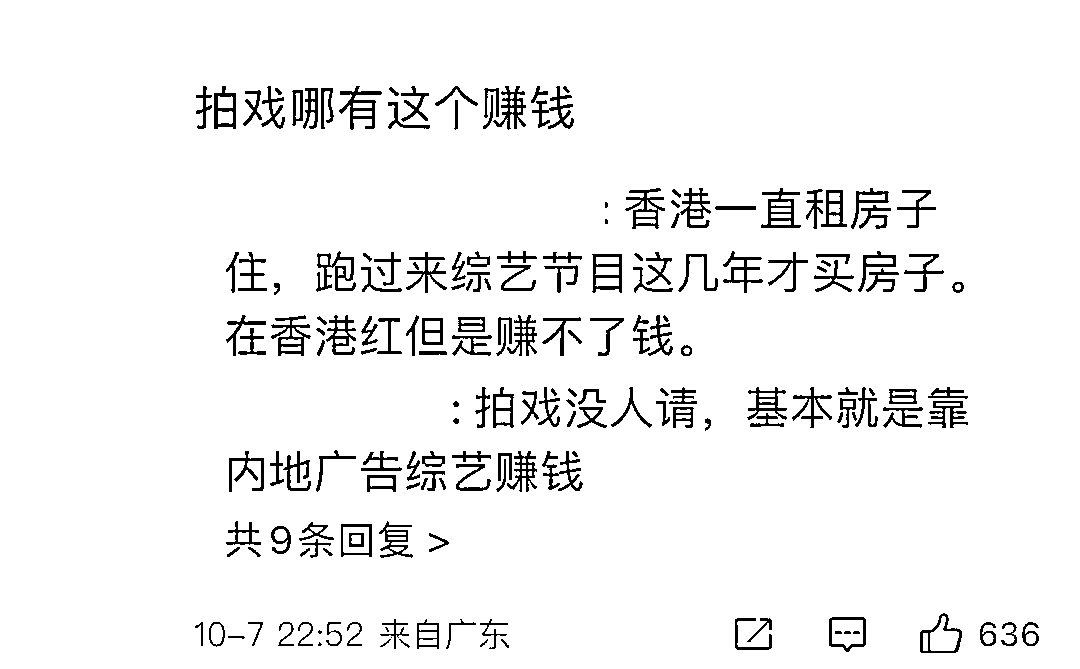 拍戏哪有这个赚钱
: 香港一直租房子
住，跑过来综艺节目这几年才买房子。
在香港红但是赚不了钱。
: 拍戏没人请，基本就是靠
内地广告综艺赚钱
共9条回复 >
10-7 22:52 来自广东 636